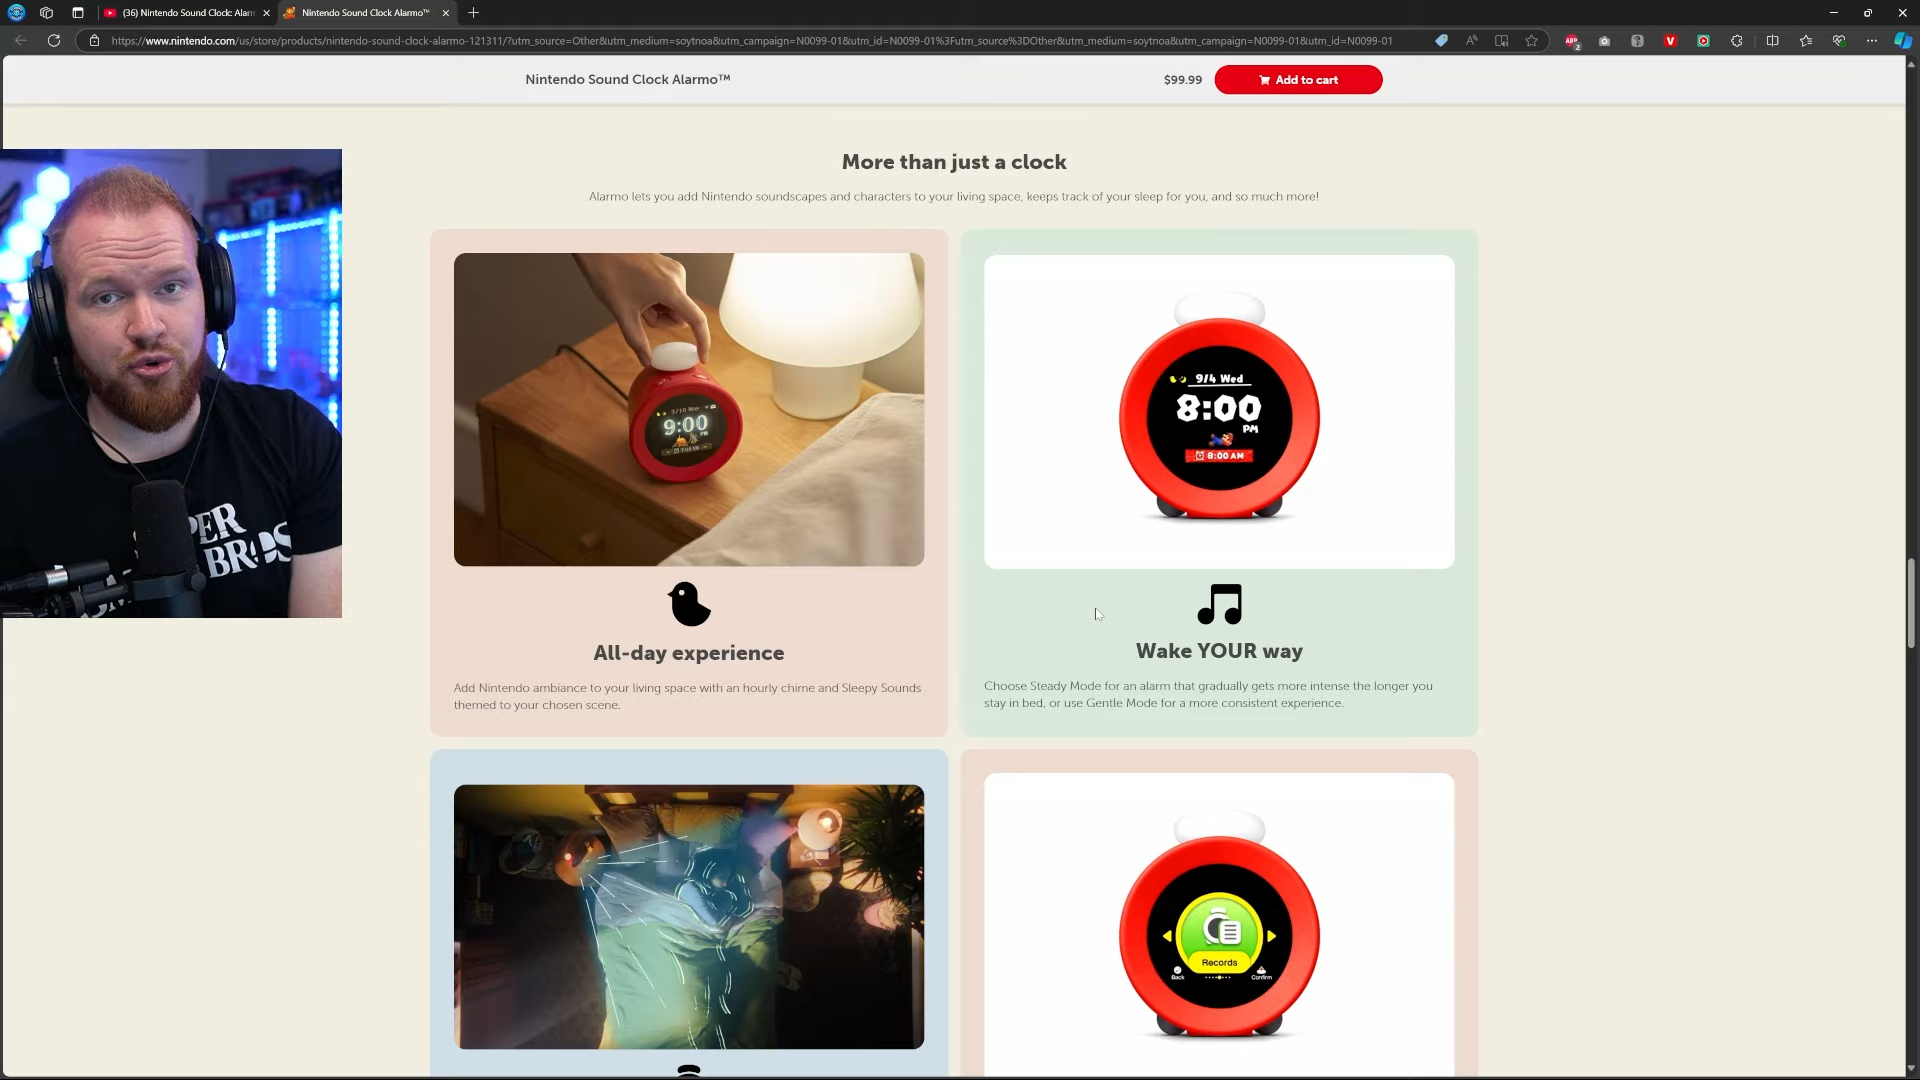 (36) Nintendo Sound Clock Alarm
Nintendo Sound Clock Alarmo™
https://www.nintendo.com/us/store/products/nintendo-sound-clock-alarmo-121311/?utm_source=Other&utm_medium=soytnoa&utm_campaign=N0099-01&utm_id=N0099-01%3Futm_source%3DOther&utm_medium=soytnoa&utm_campaign=N0099-01&utm_id=N0099-01
ABP
2
V
Nintendo Sound Clock Alarmo™
$99.99
Add to cart
More than just a clock
Alarmo lets you add Nintendo soundscapes and characters to your living space, keeps track of your sleep for you, and so much more!
3/10 Mon
9:00
PM
9/4 Wed
8:00
PM
8:00 AM
PER
BROS
All-day experience
Add Nintendo ambiance to your living space with an hourly chime and Sleepy Sounds
themed to your chosen scene.
Wake YOUR way
Choose Steady Mode for an alarm that gradually gets more intense the longer you
stay in bed, or use Gentle Mode for a more consistent experience.
Records
Back
Confirm